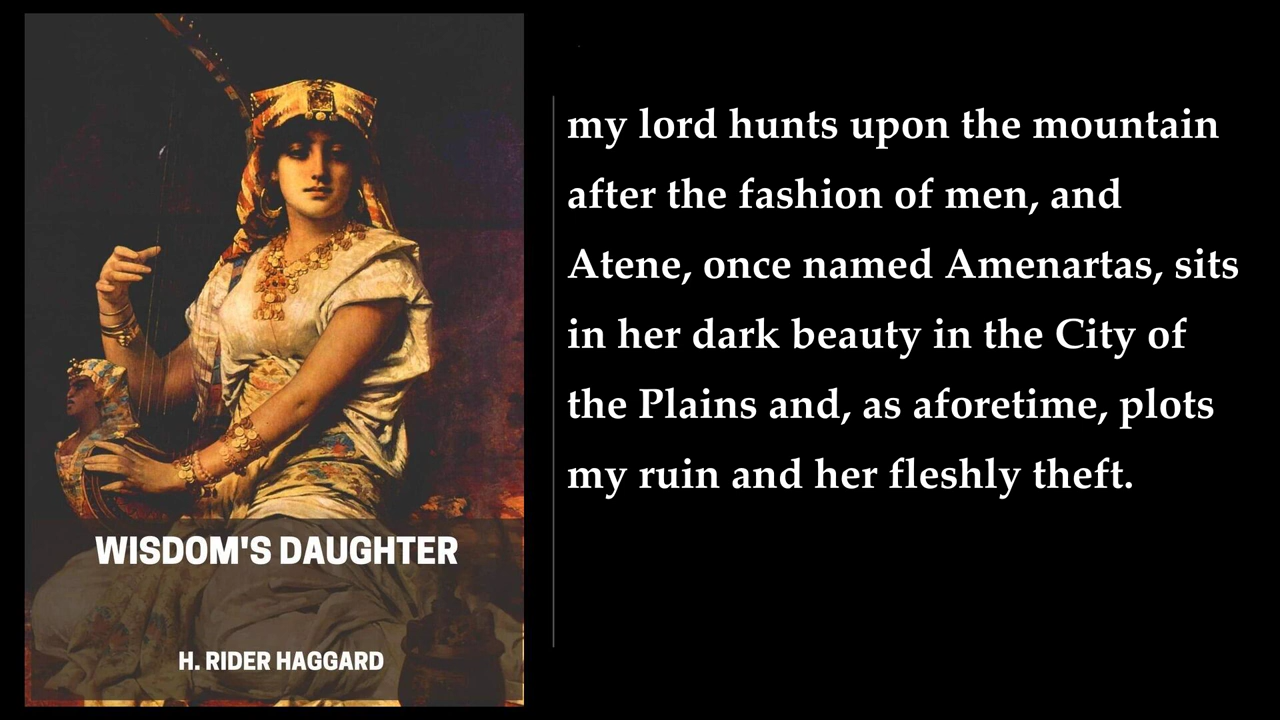 WISDOM'S DAUGHTER
H. RIDER HAGGARD
my lord hunts upon the mountain
after the fashion of men, and
Atene, once named Amenartas, sits
in her dark beauty in the City of
the Plains and, as aforetime, plots
my ruin and her fleshly theft.